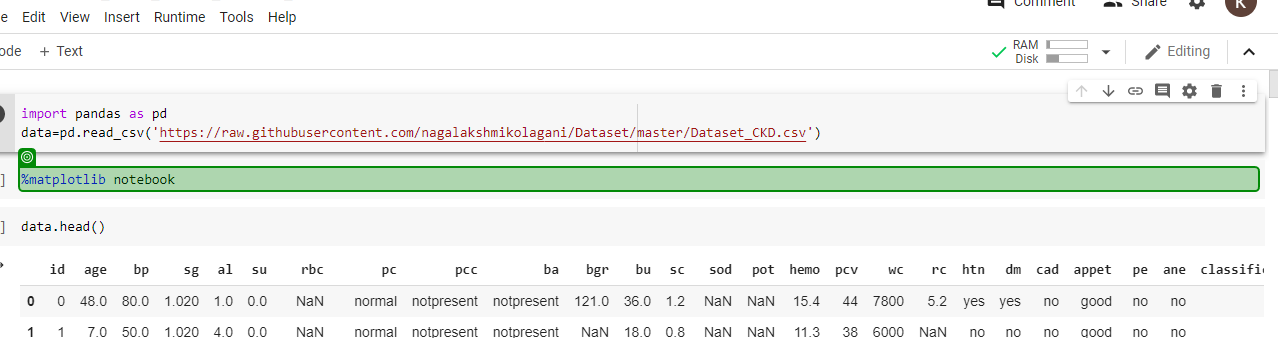 Comment Share K
e Edit View Insert Runtime Tools Help
ode + Text RAM Disk Editing
import pandas as pd
data=pd.read_csv('https://raw.githubusercontent.com/nagalakshmikolagani/Dataset/master/Dataset_CKD.csv')
] %matplotlib notebook
] data.head()
id age bp sg al su rbc pc pcc ba bgr bu sc sod pot hemo pcv wc rc htn dm cad appet pe ane classific
0 0 48.0 80.0 1.020 1.0 0.0 NaN normal notpresent notpresent 121.0 36.0 1.2 NaN NaN 15.4 44 7800 5.2 yes yes no good no no
1 1 7.0 50.0 1.020 4.0 0.0 NaN normal notpresent notpresent NaN 18.0 0.8 NaN NaN 11.3 38 6000 NaN no no no good no no